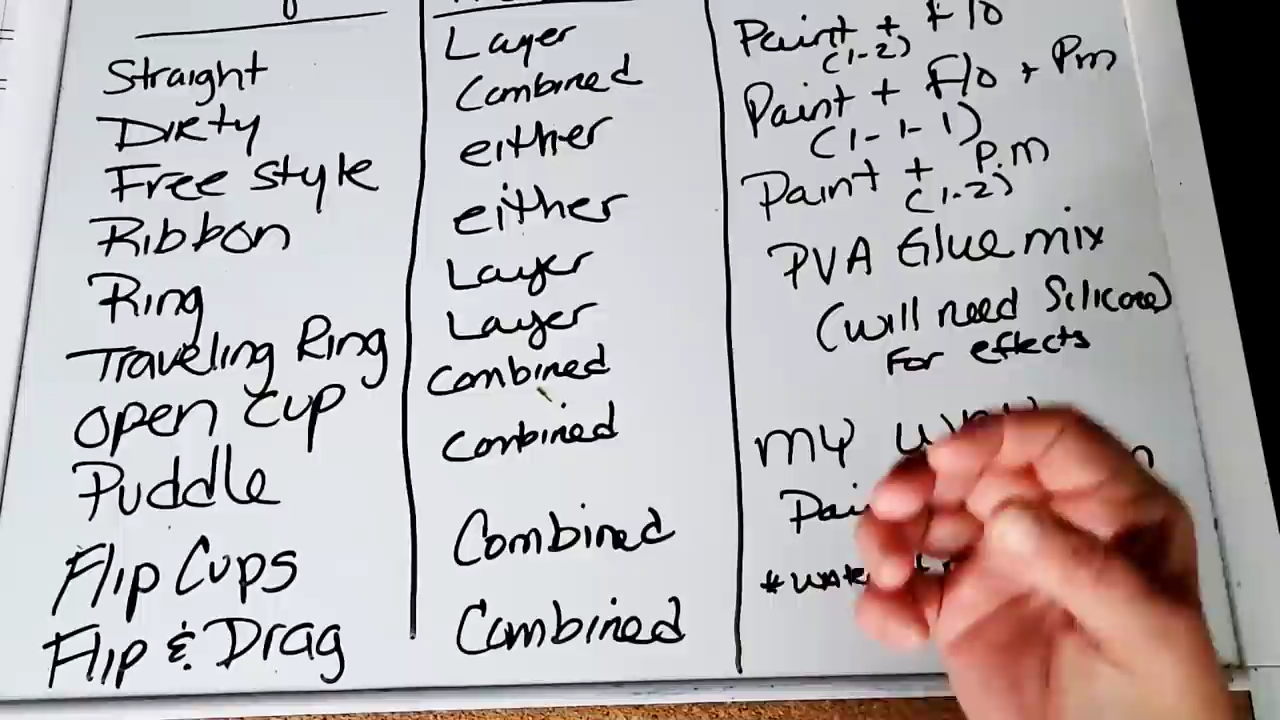 Straight
Dirty
Free Style
Ribbon
Ring
Traveling Ring
Open Cup
Puddle
Flip Cups
Flip & Drag
Layer
Combined
either
either
Layer
Layer
Combined
Combined
Combined
Combined
Paint + Flo
(1-2)
Paint + Flo + Pm
(1-1-1)
Paint + P.M
(1-2)
PVA Glue mix
(will need Silicone)
For effects
my